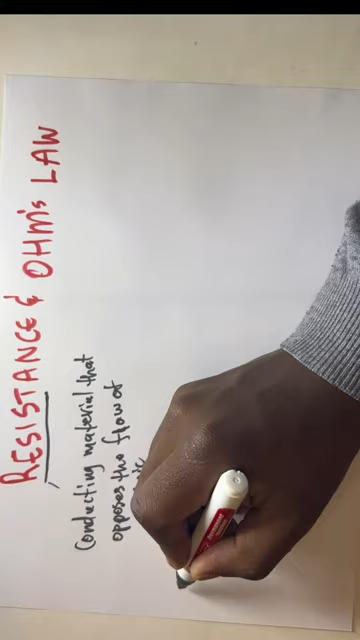 RESISTANCE & OHM's LAW
Conducting material that
opposes the flow of